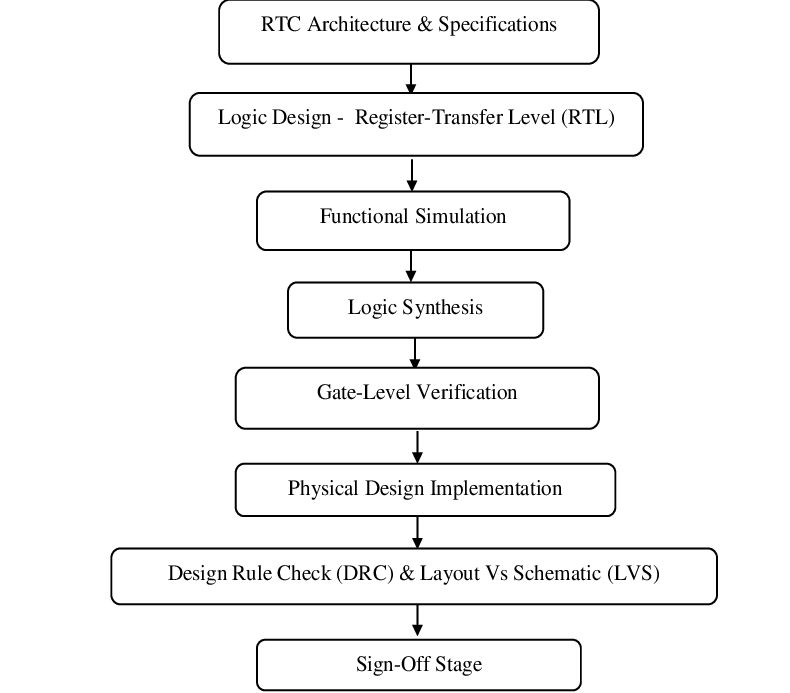 RTC Architecture & Specifications
Logic Design - Register-Transfer Level (RTL)
Functional Simulation
Logic Synthesis
Gate-Level Verification
Physical Design Implementation
Design Rule Check (DRC) & Layout Vs Schematic (LVS)
Sign-Off Stage